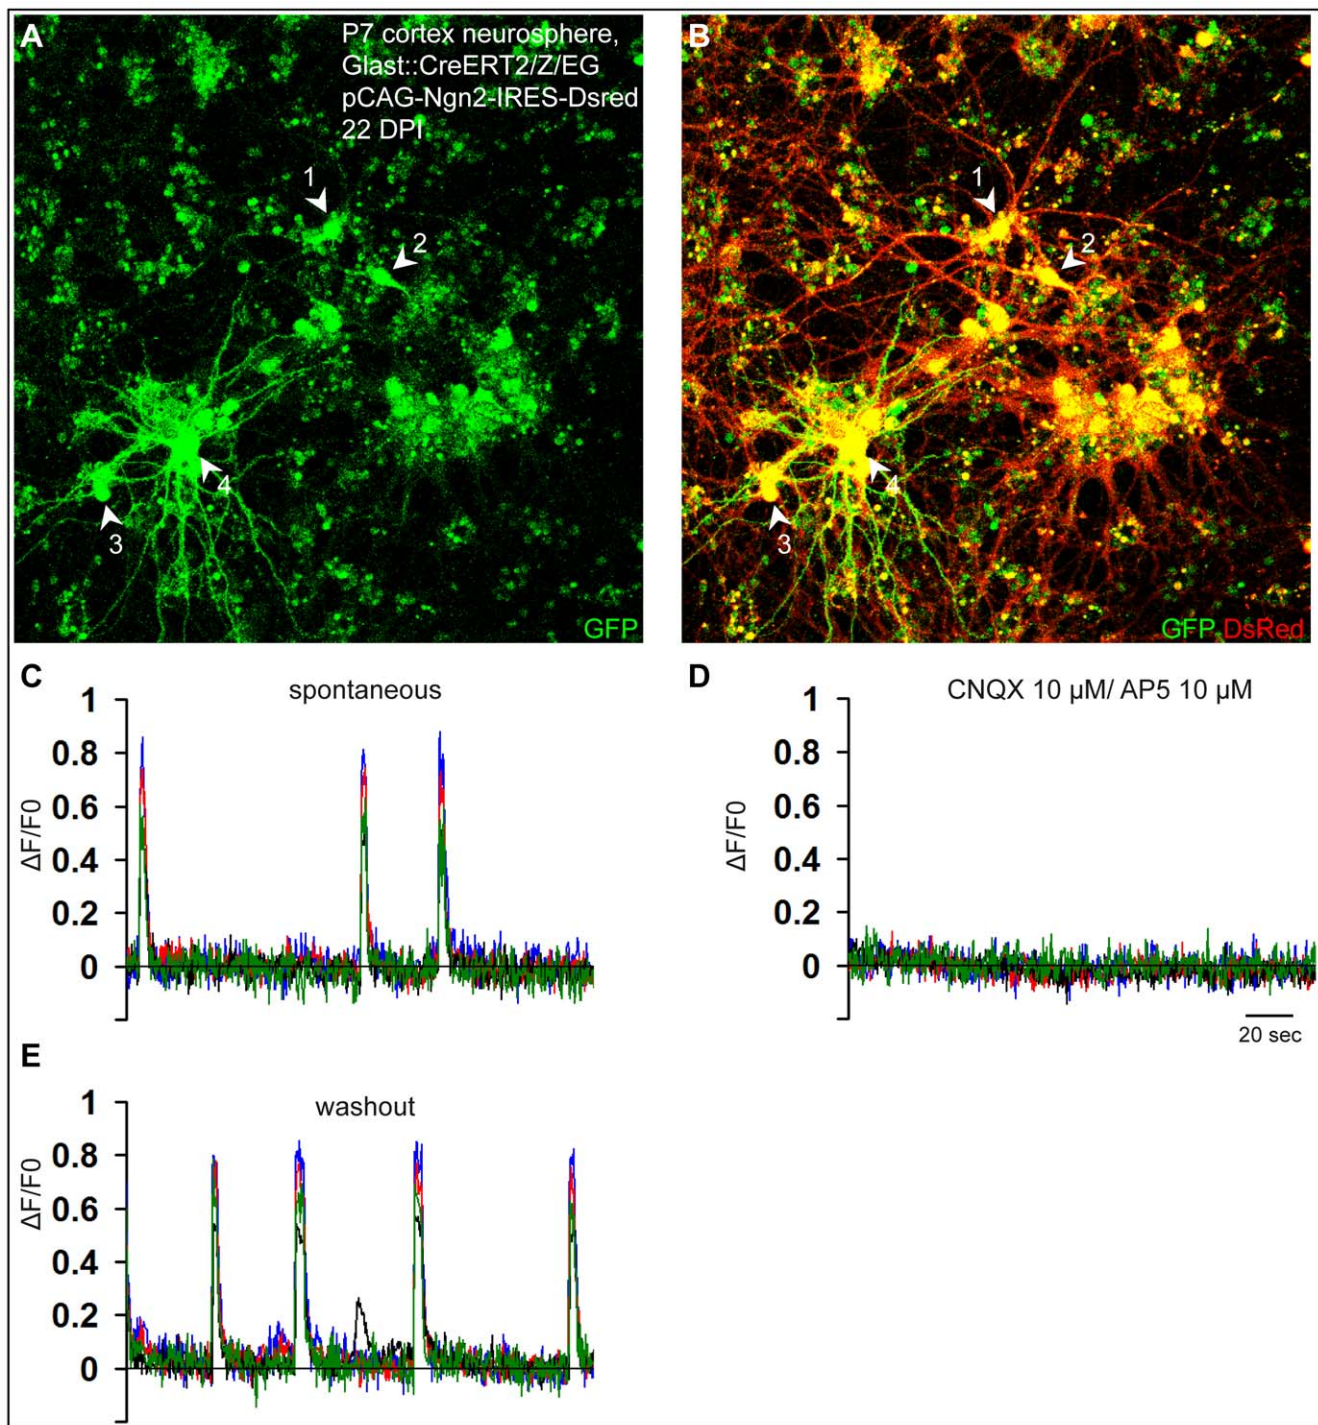 A
P7 cortex neurosphere,
Glast::CreERT2/Z/EG
pCAG-Ngn2-IRES-Dsred
22 DPI
1
2
3
4
GFP
B
1
2
3
4
GFP DsRed
C
spontaneous
1
0.8
0.6
0.4
0.2
0
ΔF/F0
D
CNQX 10 µM/ AP5 10 µM
1
0.8
0.6
0.4
0.2
0
ΔF/F0
20 sec
E
washout
1
0.8
0.6
0.4
0.2
0
ΔF/F0